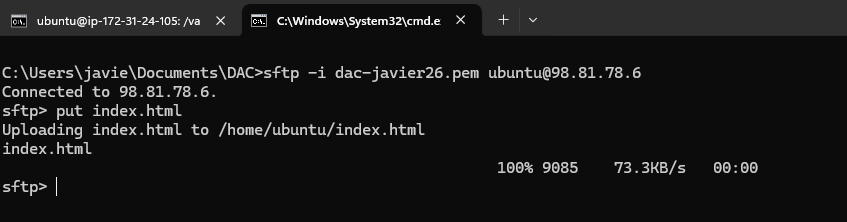 ubuntu@ip-172-31-24-105: /va
C:\Windows\System32\cmd.e
C:\Users\javie\Documents\DAC>sftp -i dac-javier26.pem ubuntu@98.81.78.6
Connected to 98.81.78.6.
sftp> put index.html
Uploading index.html to /home/ubuntu/index.html
index.html
100% 9085 73.3KB/s 00:00
sftp>